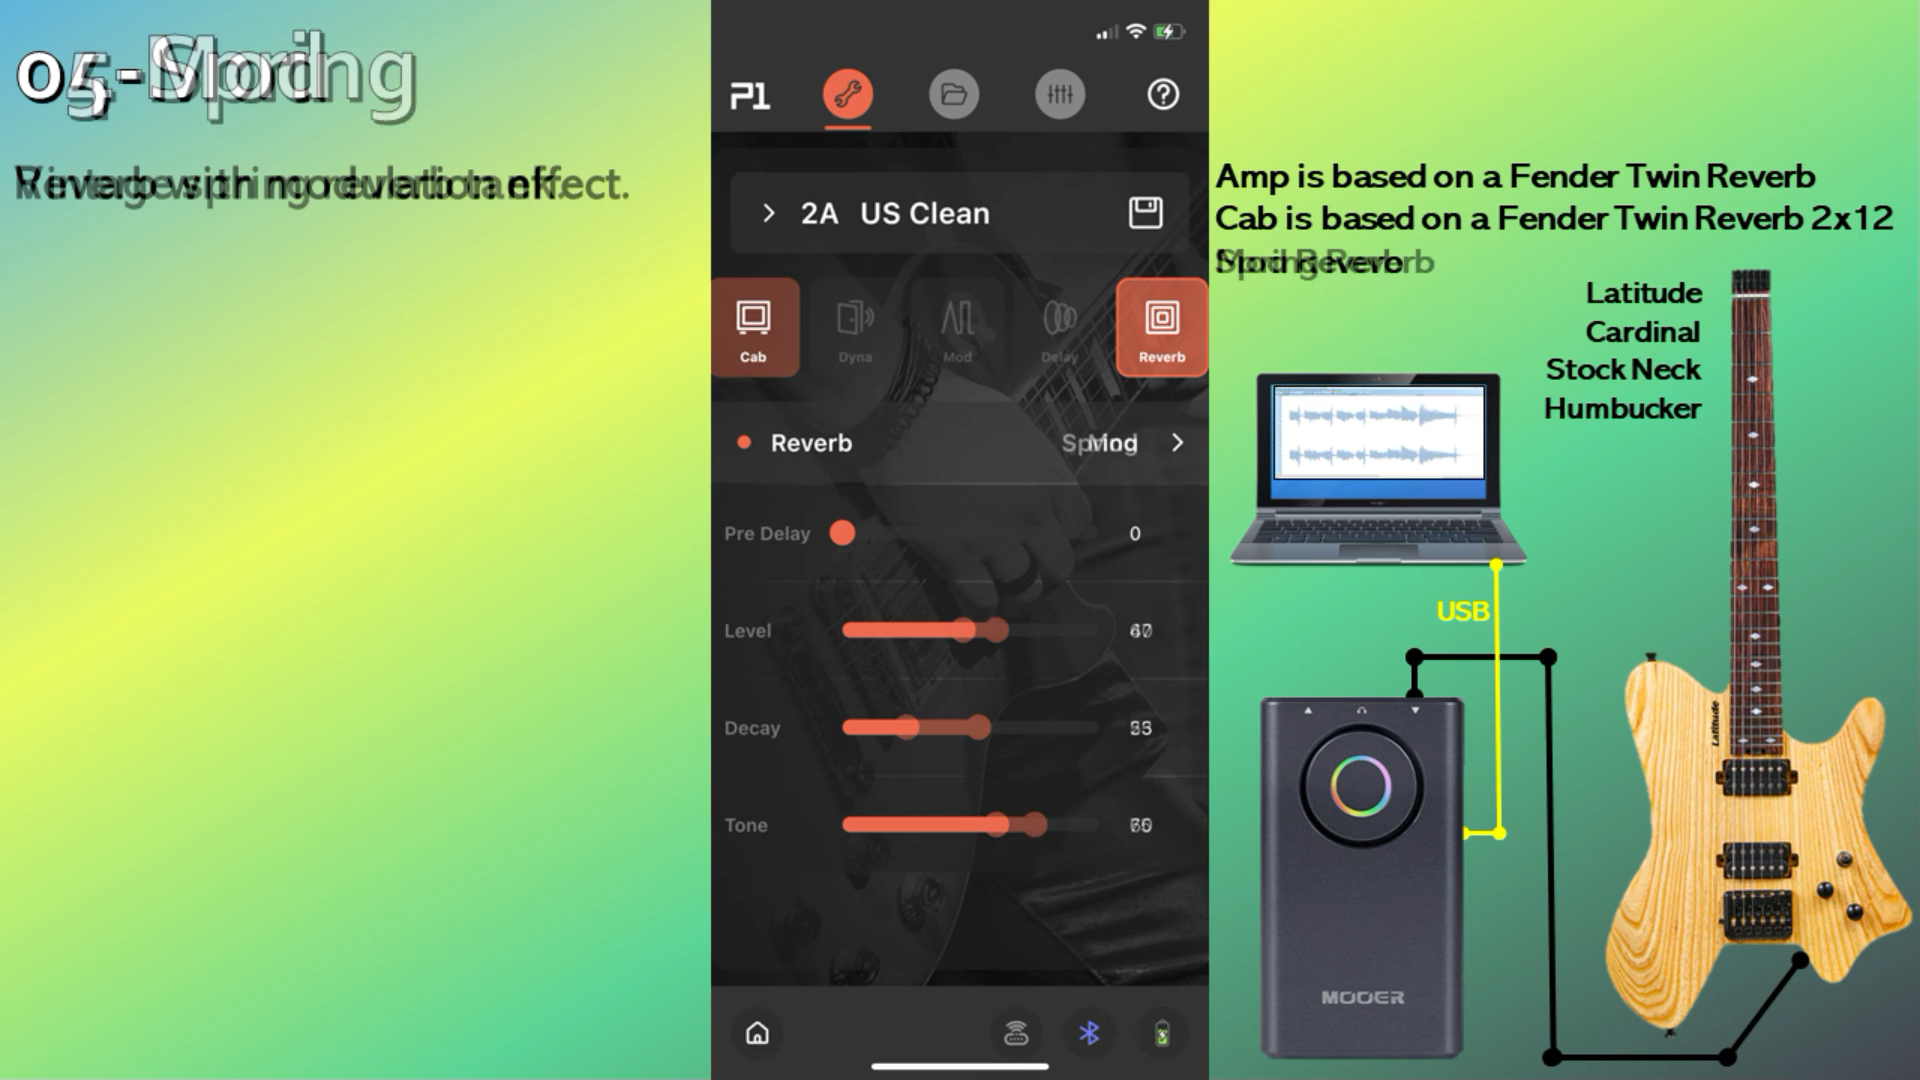 P1
2A US Clean
Cab
Dyna
Mod
Delay
Reverb
Reverb
Pre Delay
0
Level
Decay
Tone
Amp is based on a Fender Twin Reverb
Cab is based on a Fender Twin Reverb 2x12
Latitude
Cardinal
Stock Neck
Humbucker
USB
Latitude
MOOER